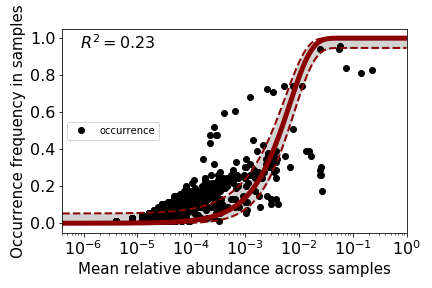 R² = 0.23
Occurrence frequency in samples
1.0
0.8
0.6
0.4
0.2
0.0
occurrence
10⁻⁶ 10⁻⁵ 10⁻⁴ 10⁻³ 10⁻² 10⁻¹ 10⁰
Mean relative abundance across samples